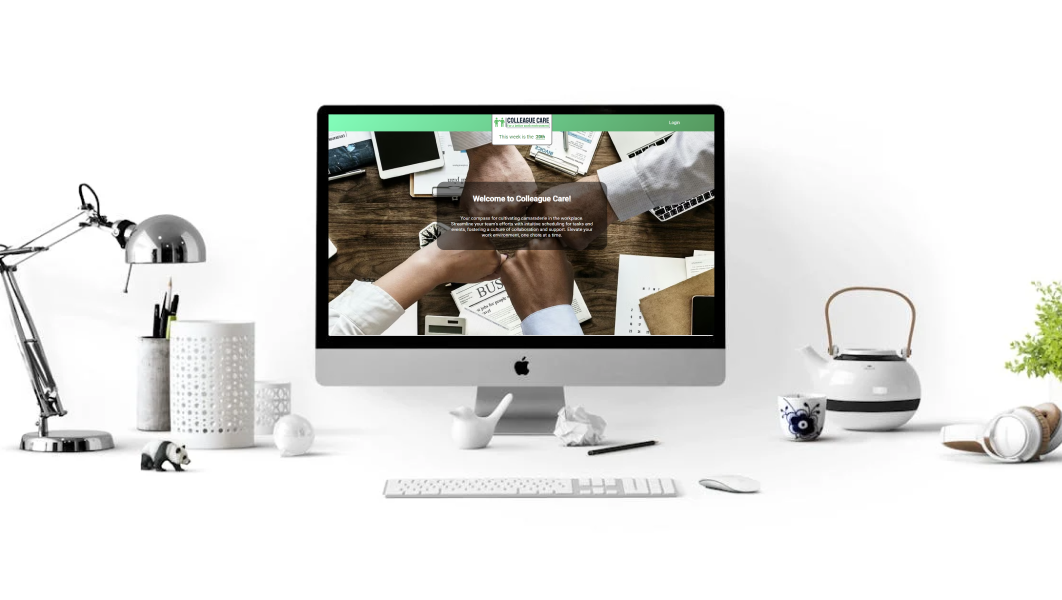 COLLEAGUE CARE
Login
This week is the: 39th
Welcome to Colleague Care!
Your compass for cultivating camaraderie in the workplace.
Streamline your team's efforts with intuitive scheduling for tasks and
events, fostering a culture of collaboration and support. Elevate your
work environment, one chore at a time.
BUS